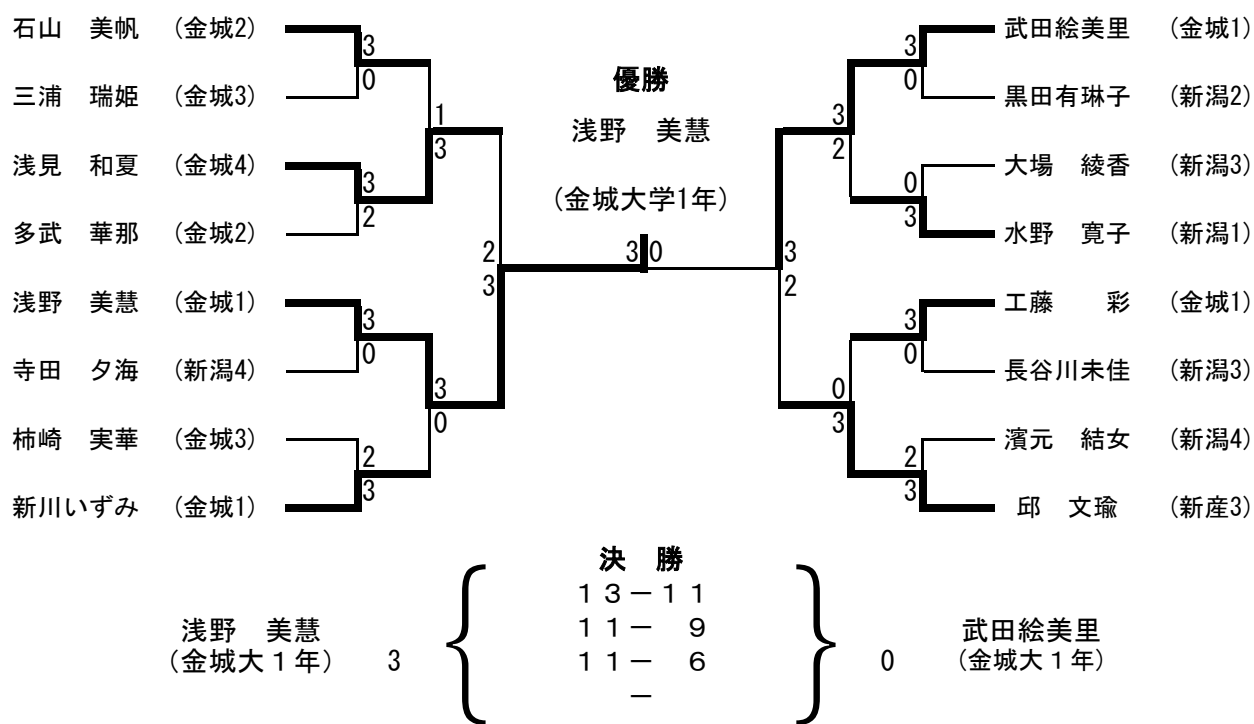 石山　美帆　（金城2）
3
0
三浦　瑞姫　（金城3）
1
3
浅見　和夏　（金城4）
3
2
多武　華那　（金城2）
2
3
浅野　美慧　（金城1）
3
0
寺田　夕海　（新潟4）
3
0
柿崎　実華　（金城3）
2
3
新川いずみ　（金城1）
優勝
浅野　美慧
（金城大学1年）
3 0
武田絵美里　（金城1）
3
0
黒田有琳子　（新潟2）
3
2
大場　綾香　（新潟3）
0
3
水野　寛子　（新潟1）
3
2
工藤　　彩　（金城1）
3
0
長谷川未佳　（新潟3）
0
3
濱元　結女　（新潟4）
2
3
邱　文瑜　（新産3）
決　勝
１３－１１
１１－　９
１１－　６
－
浅野　美慧
（金城大１年）　3
武田絵美里
0　（金城大１年）